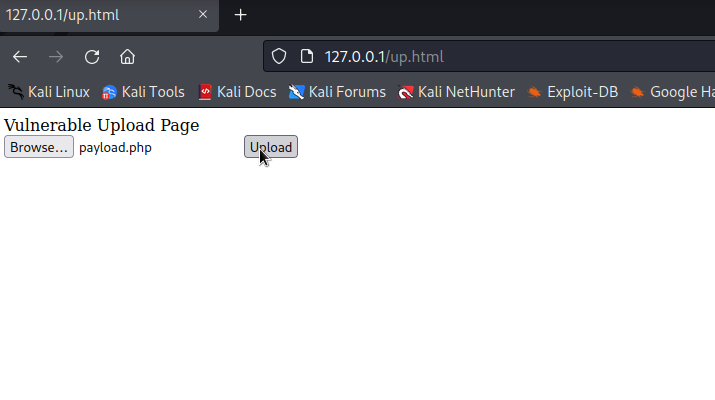 127.0.0.1/up.html
127.0.0.1/up.html
Kali Linux Kali Tools Kali Docs Kali Forums Kali NetHunter Exploit-DB Google Ha
Vulnerable Upload Page
Browse... payload.php Upload